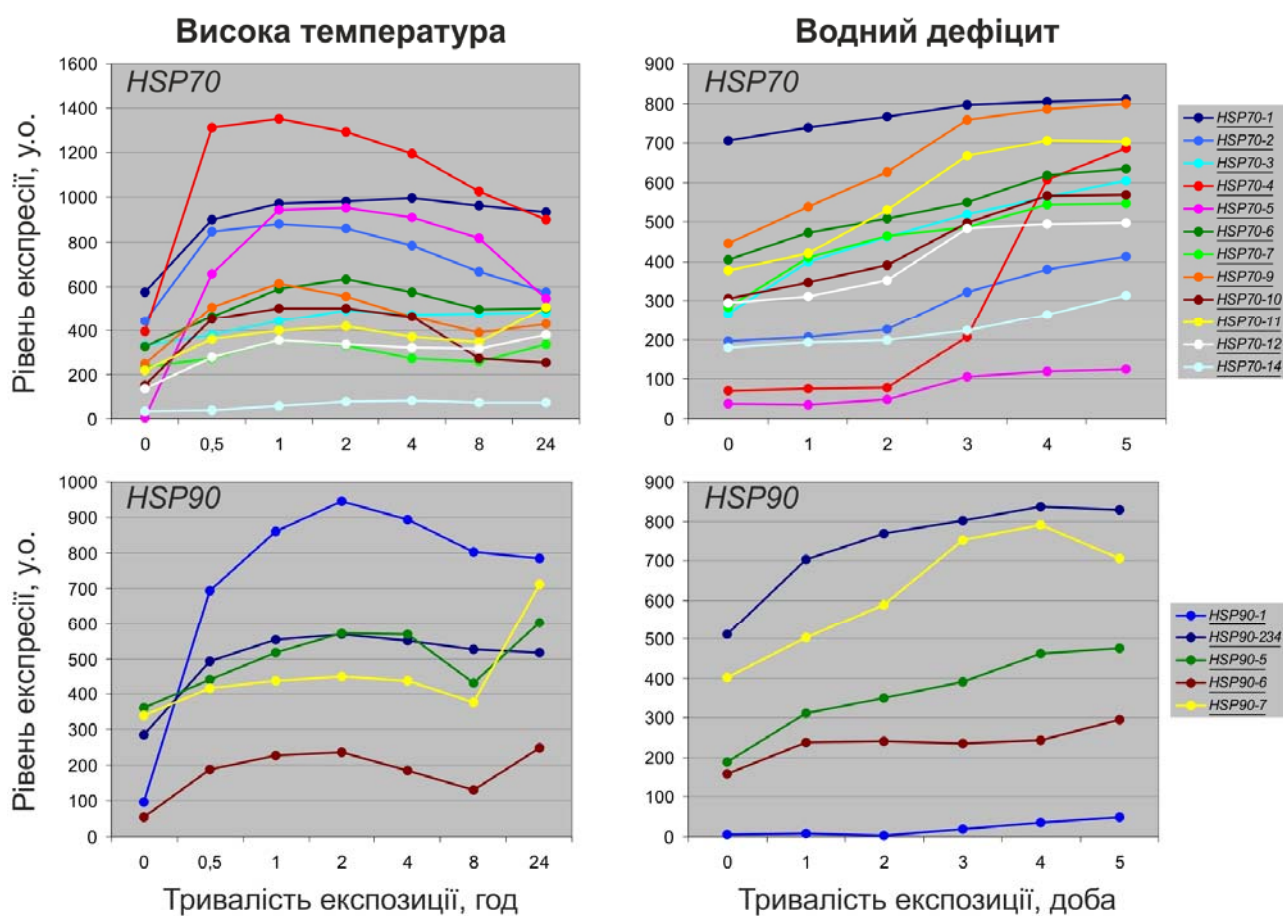 Висока температура
Водний дефіцит
Рівень експресії, у.о.
HSP70
1600
1400
1200
1000
800
600
400
200
0
0 0,5 1 2 4 8 24
HSP70
900
800
700
600
500
400
300
200
100
0
0 1 2 3 4 5
HSP70-1
HSP70-2
HSP70-3
HSP70-4
HSP70-5
HSP70-6
HSP70-7
HSP70-9
HSP70-10
HSP70-11
HSP70-12
HSP70-14
Рівень експресії, у.о.
HSP90
1000
900
800
700
600
500
400
300
200
100
0
0 0,5 1 2 4 8 24
Тривалість експозиції, год
HSP90
900
800
700
600
500
400
300
200
100
0
0 1 2 3 4 5
Тривалість експозиції, доба
HSP90-1
HSP90-234
HSP90-5
HSP90-6
HSP90-7